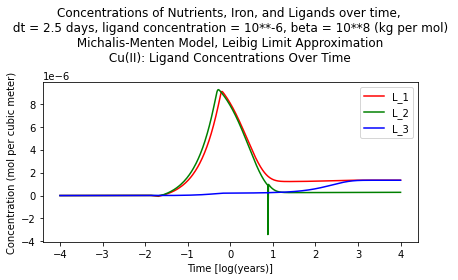 Concentrations of Nutrients, Iron, and Ligands over time,
dt = 2.5 days, ligand concentration = 10**-6, beta = 10**8 (kg per mol)
Michalis-Menten Model, Leibig Limit Approximation
Cu(II): Ligand Concentrations Over Time
1e−6
8
6
4
2
0
−2
−4
Concentration (mol per cubic meter)
L_1
L_2
L_3
−4 −3 −2 −1 0 1 2 3 4
Time [log(years)]